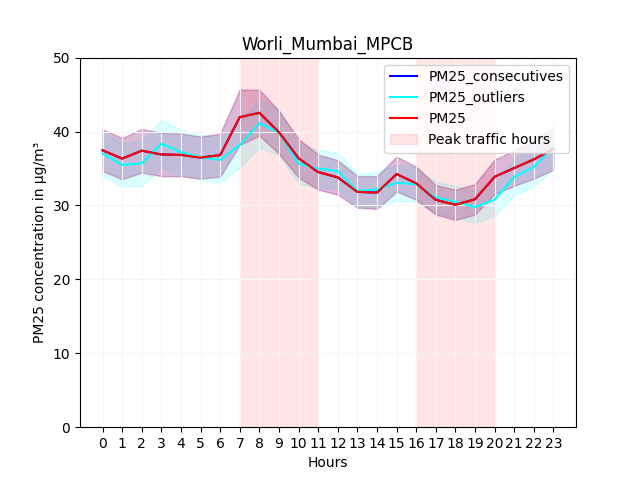 Worli_Mumbai_MPCB
PM25 concentration in µg/m³
50
40
30
20
10
0
PM25_consecutives
PM25_outliers
PM25
Peak traffic hours
0 1 2 3 4 5 6 7 8 9 10 11 12 13 14 15 16 17 18 19 20 21 22 23
Hours